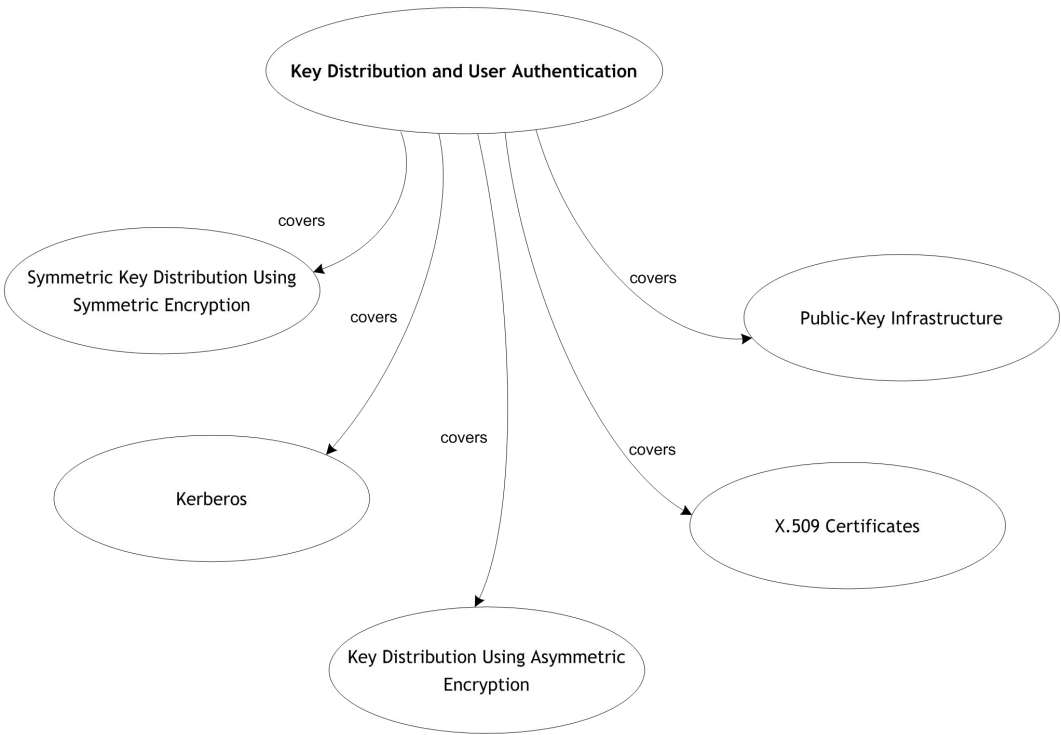 Key Distribution and User Authentication
covers
Symmetric Key Distribution Using
Symmetric Encryption
covers
Public-Key Infrastructure
covers
Kerberos
covers
X.509 Certificates
covers
Key Distribution Using Asymmetric
Encryption